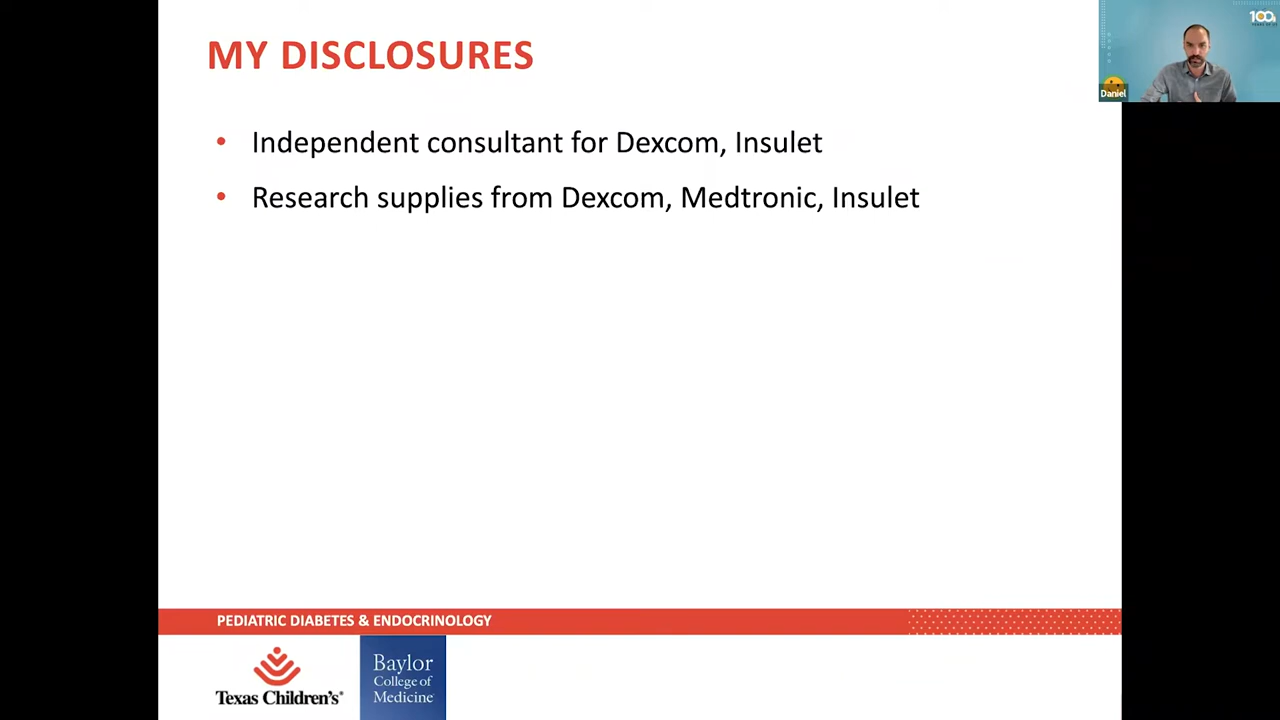 MY DISCLOSURES
• Independent consultant for Dexcom, Insulet
• Research supplies from Dexcom, Medtronic, Insulet
PEDIATRIC DIABETES & ENDOCRINOLOGY
Texas Children's®
Baylor
College of
Medicine
100
Daniel